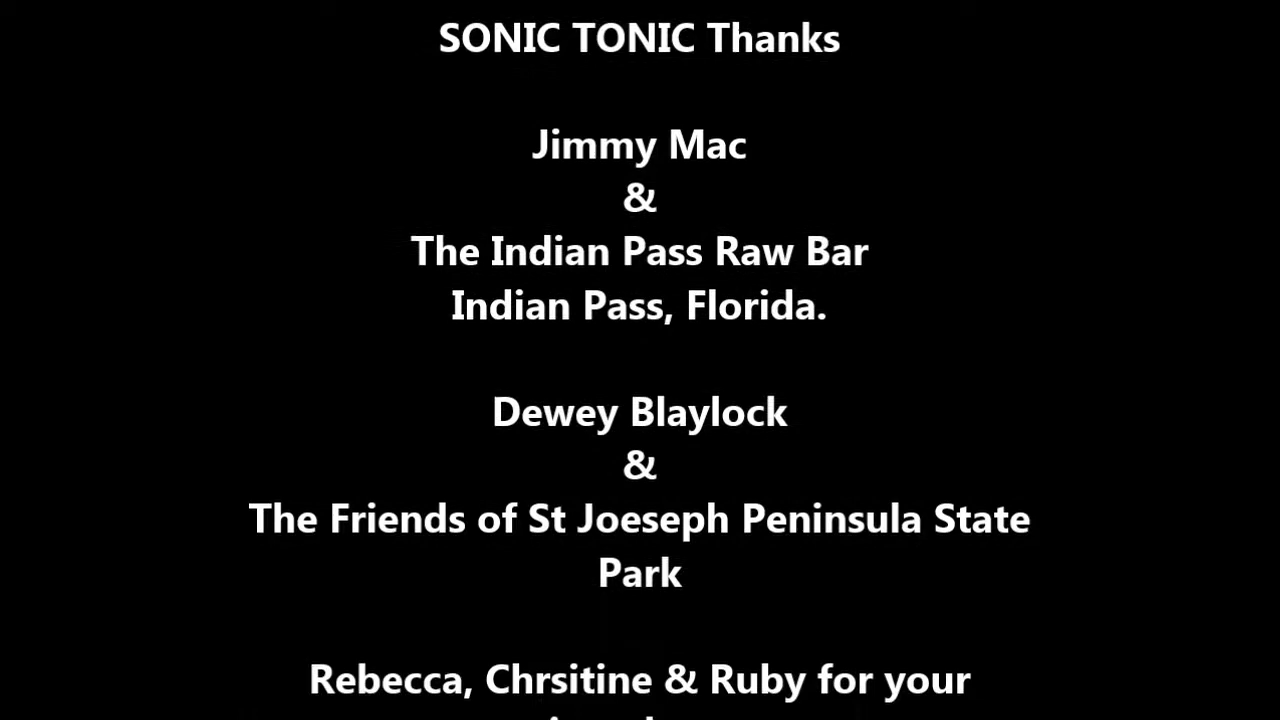 SONIC TONIC Thanks
Jimmy Mac
&
The Indian Pass Raw Bar
Indian Pass, Florida.
Dewey Blaylock
&
The Friends of St Joeseph Peninsula State
Park
Rebecca, Chrsitine & Ruby for your